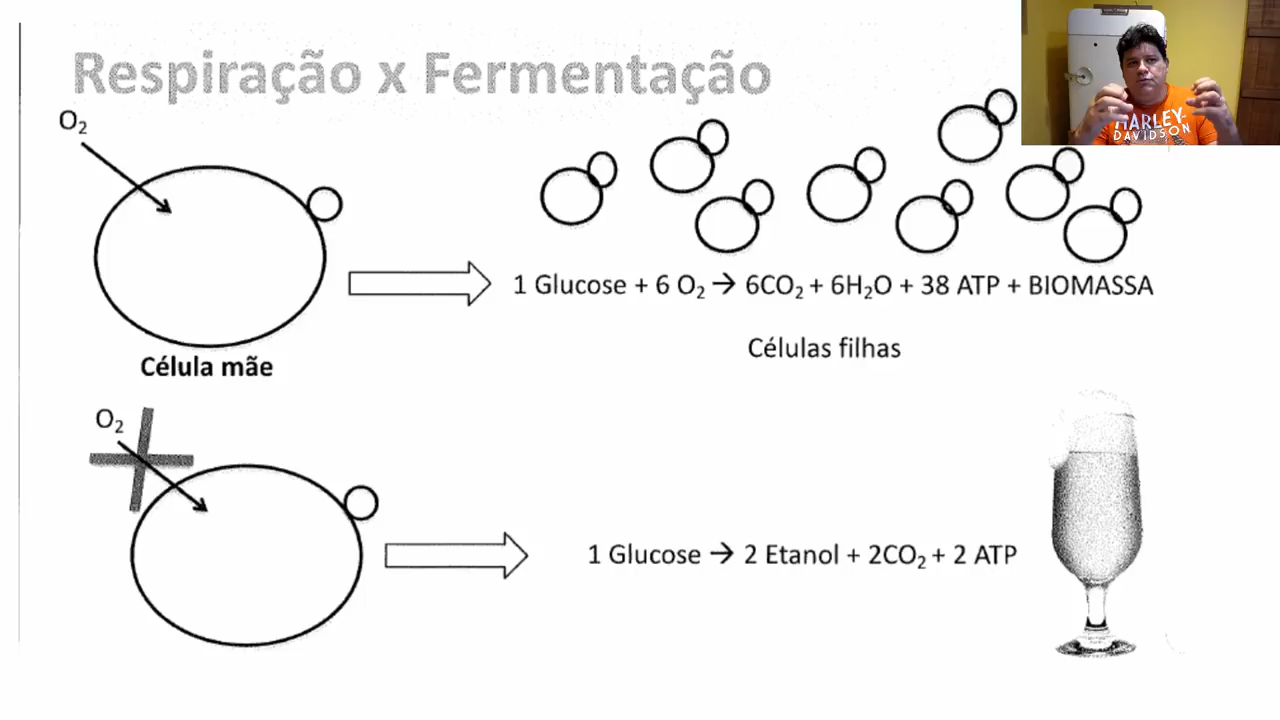 Respiração x Fermentação
O₂
HARLEY-
DAVIDSON
1 Glucose + 6 O₂ → 6CO₂ + 6H₂O + 38 ATP + BIOMASSA
Células filhas
Célula mãe
O₂
1 Glucose → 2 Etanol + 2CO₂ + 2 ATP